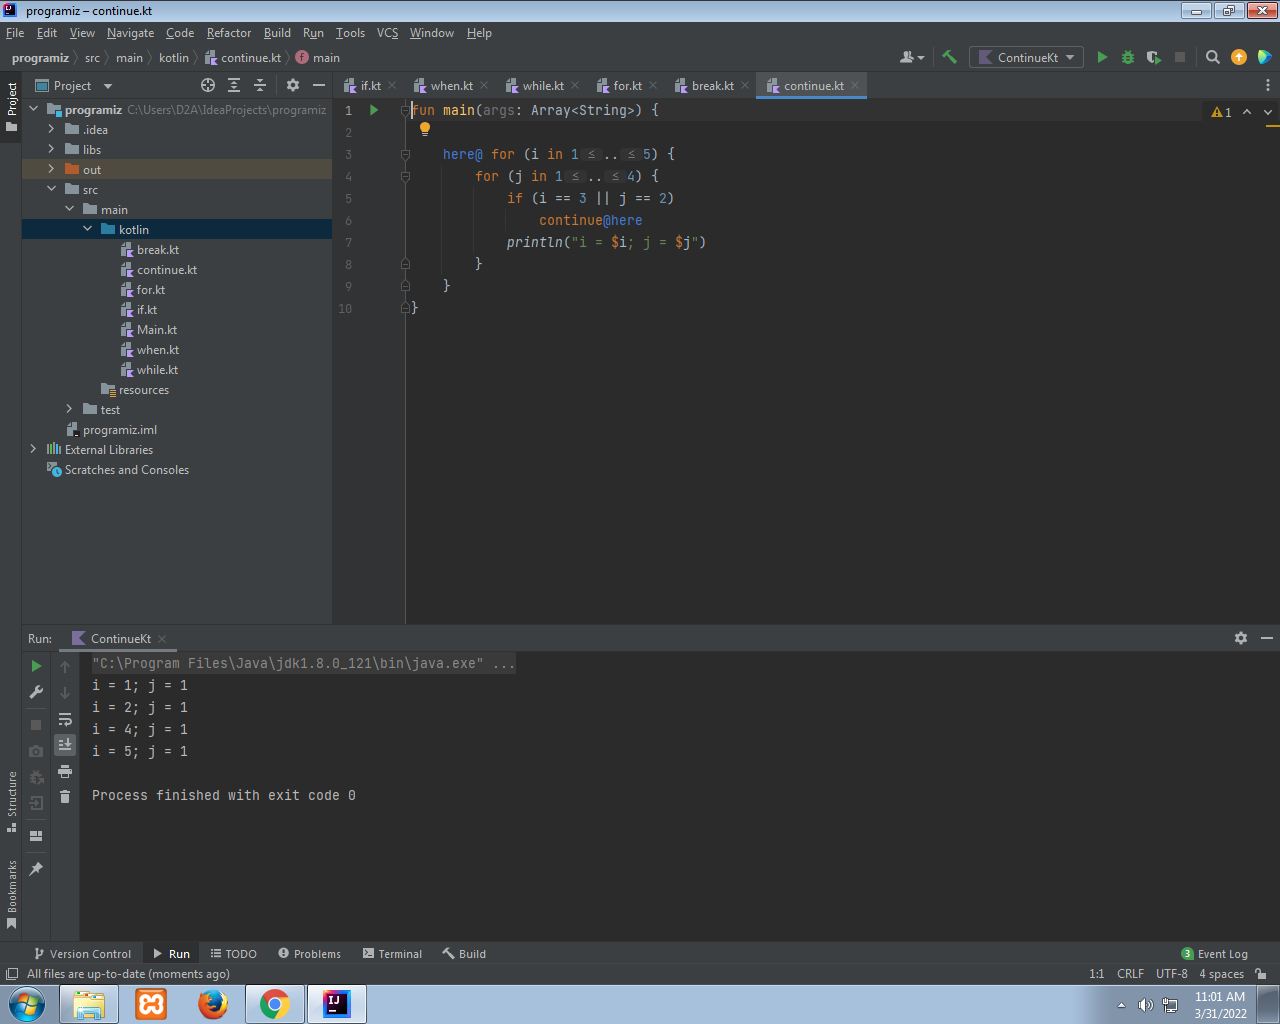 programiz – continue.kt
File Edit View Navigate Code Refactor Build Run Tools VCS Window Help
programiz src main kotlin continue.kt f main ContinueKt
Project if.kt when.kt while.kt for.kt break.kt continue.kt
Project
programiz C:\Users\D2A\IdeaProjects\programiz
.idea
libs
out
src
main
kotlin
break.kt
continue.kt
for.kt
if.kt
Main.kt
when.kt
while.kt
resources
test
programiz.iml
External Libraries
Scratches and Consoles
1 fun main(args: Array<String>) {
2
3 here@ for (i in 1 ≤ .. ≤ 5) {
4 for (j in 1 ≤ .. ≤ 4) {
5 if (i == 3 || j == 2)
6 continue@here
7 println("i = $i; j = $j")
8 }
9 }
10 }
1
Run: ContinueKt
"C:\Program Files\Java\jdk1.8.0_121\bin\java.exe" ...
i = 1; j = 1
i = 2; j = 1
i = 4; j = 1
i = 5; j = 1
Process finished with exit code 0
Structure
Bookmarks
Version Control Run TODO Problems Terminal Build 3 Event Log
All files are up-to-date (moments ago) 1:1 CRLF UTF-8 4 spaces
IJ
11:01 AM
3/31/2022